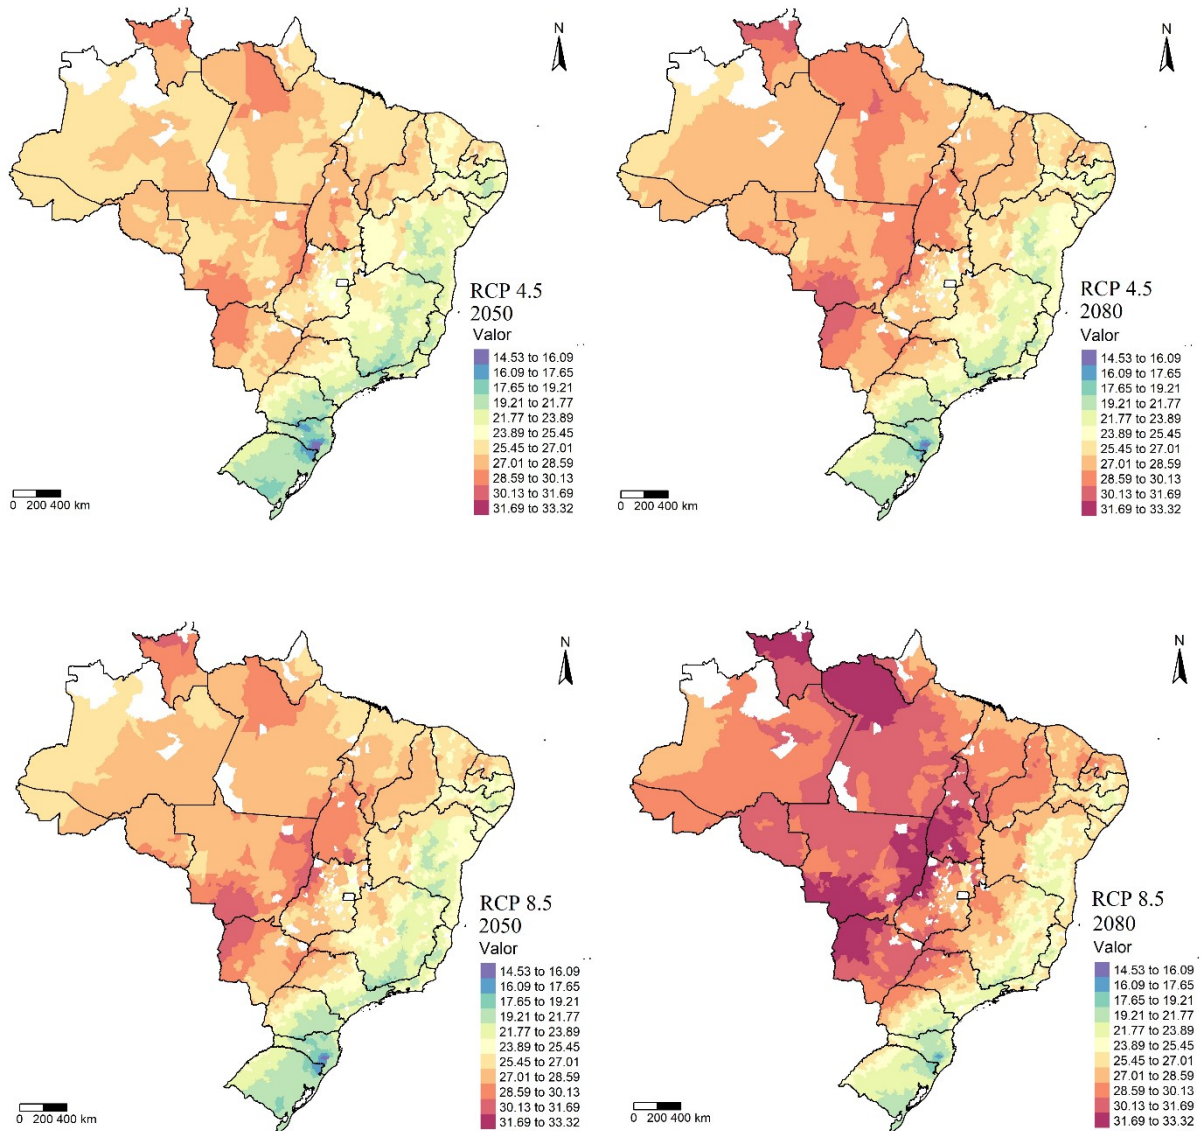 N
RCP 4.5
2050
Valor
14.53 to 16.09
16.09 to 17.65
17.65 to 19.21
19.21 to 21.77
21.77 to 23.89
23.89 to 25.45
25.45 to 27.01
27.01 to 28.59
28.59 to 30.13
30.13 to 31.69
31.69 to 33.32
0 200 400 km
N
RCP 4.5
2080
Valor
14.53 to 16.09
16.09 to 17.65
17.65 to 19.21
19.21 to 21.77
21.77 to 23.89
23.89 to 25.45
25.45 to 27.01
27.01 to 28.59
28.59 to 30.13
30.13 to 31.69
31.69 to 33.32
0 200 400 km
N
RCP 8.5
2050
Valor
14.53 to 16.09
16.09 to 17.65
17.65 to 19.21
19.21 to 21.77
21.77 to 23.89
23.89 to 25.45
25.45 to 27.01
27.01 to 28.59
28.59 to 30.13
30.13 to 31.69
31.69 to 33.32
0 200 400 km
N
RCP 8.5
2080
Valor
14.53 to 16.09
16.09 to 17.65
17.65 to 19.21
19.21 to 21.77
21.77 to 23.89
23.89 to 25.45
25.45 to 27.01
27.01 to 28.59
28.59 to 30.13
30.13 to 31.69
31.69 to 33.32
0 200 400 km